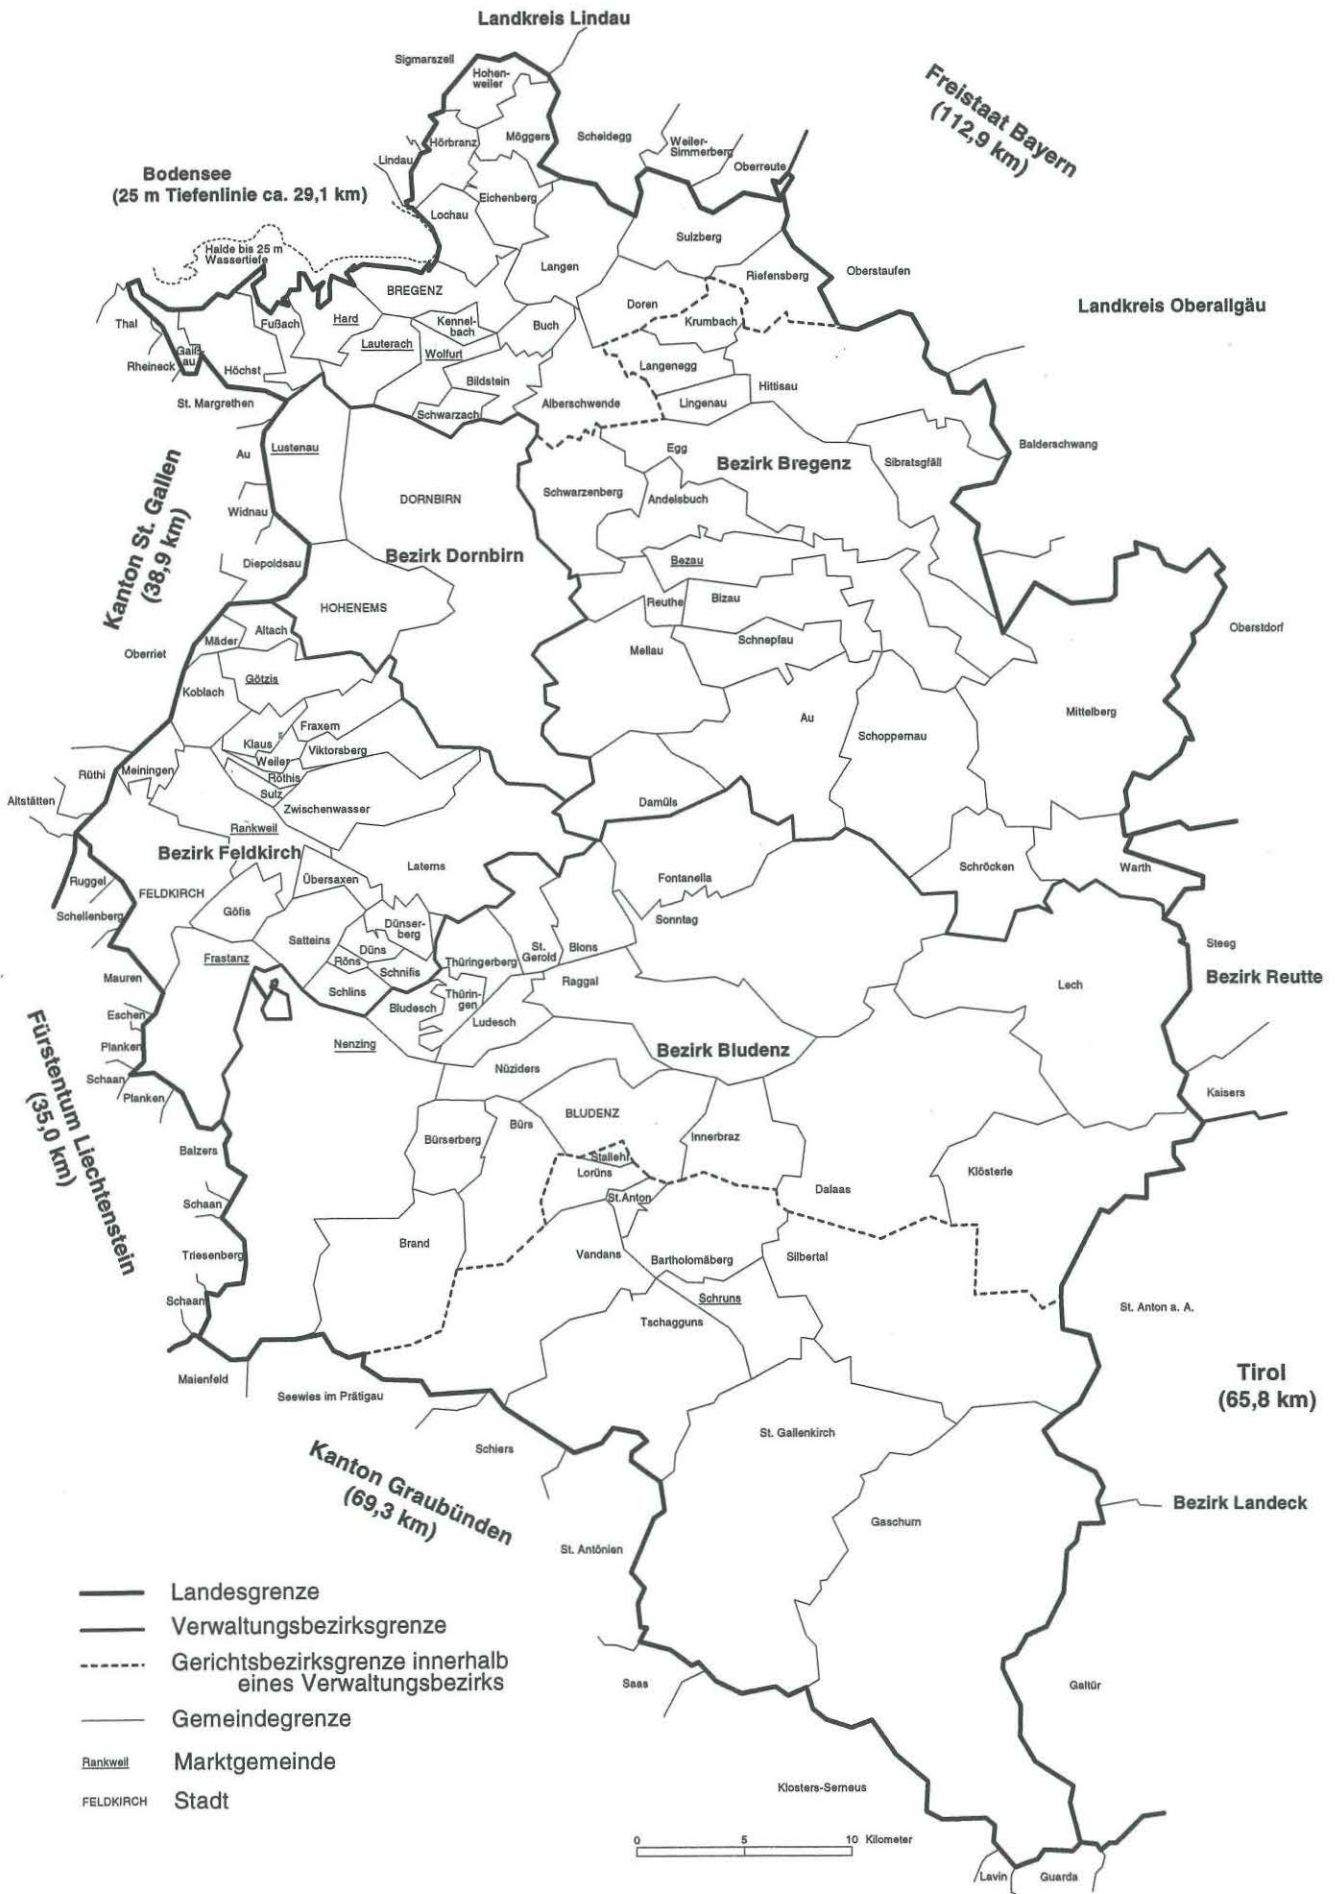 Landkreis Lindau
Sigmarszell
Hohen-
weiler
Freistaat Bayern
(112,9 km)
Hörbranz
Möggers
Scheidegg
Weiler-
Simmerberg
Lindau
Oberreute
Bodensee
(25 m Tiefenlinie ca. 29,1 km)
Eichenberg
Lochau
Sulzberg
Halde bis 25 m
Wassertiefe
Langen
Riefensberg
Oberstaufen
BREGENZ
Landkreis Oberallgäu
Doren
Thal
Fußach
Hard
Kennel-
bach
Buch
Krumbach
Lauterach
Wolfurt
Gaiß-
au
Rheineck
Höchst
Langenegg
Bildstein
Hittisau
St. Margrethen
Schwarzach
Alberschwende
Lingenau
Au
Lustenau
Egg
Balderschwang
Bezirk Bregenz
Sibratsgfäll
Kanton St. Gallen
(38,9 km)
Schwarzenberg
Andelsbuch
DORNBIRN
Widnau
Bezirk Dornbirn
Diepoldsau
Bezau
HOHENEMS
Reuthe
Bizau
Altach
Oberstdorf
Mäder
Schnepfau
Oberriet
Mellau
Götzis
Koblach
Mittelberg
Au
Fraxern
Schoppernau
Klaus
Viktorsberg
Weiler
Meiningen
Rüthi
Röthis
Sulz
Altstätten
Zwischenwasser
Damüls
Rankweil
Bezirk Feldkirch
Laterns
Schröcken
Warth
Ruggel
Übersaxen
Fontanella
FELDKIRCH
Schellenberg
Göfis
Sonntag
Dünser-
berg
Satteins
Düns
St.
Gerold
Blons
Steeg
Frastanz
Röns
Schnifis
Thüringerberg
Mauren
Bezirk Reutte
Raggal
Lech
Schlins
Thürin-
gen
Bludesch
Eschen
Ludesch
Fürstentum Liechtenstein
(35,0 km)
Planken
Nenzing
Bezirk Bludenz
Nüziders
Schaan
Kaisers
Planken
BLUDENZ
Bürs
Bürserberg
Innerbraz
Balzers
Stallehr
Lorüns
Klösterle
Dalaas
St.Anton
Schaan
Brand
Vandans
Bartholomäberg
Silbertal
Triesenberg
Schruns
Schaan
St. Anton a. A.
Tschagguns
Tirol
(65,8 km)
Maienfeld
Seewies im Prätigau
St. Gallenkirch
Schiers
Kanton Graubünden
(69,3 km)
Bezirk Landeck
Gaschurn
St. Antönien
Landesgrenze
Verwaltungsbezirksgrenze
Gerichtsbezirksgrenze innerhalb
eines Verwaltungsbezirks
Saas
Galtür
Gemeindegrenze
Rankweil Marktgemeinde
Klosters-Serneus
FELDKIRCH Stadt
0 5 10 Kilometer
Lavin
Guarda